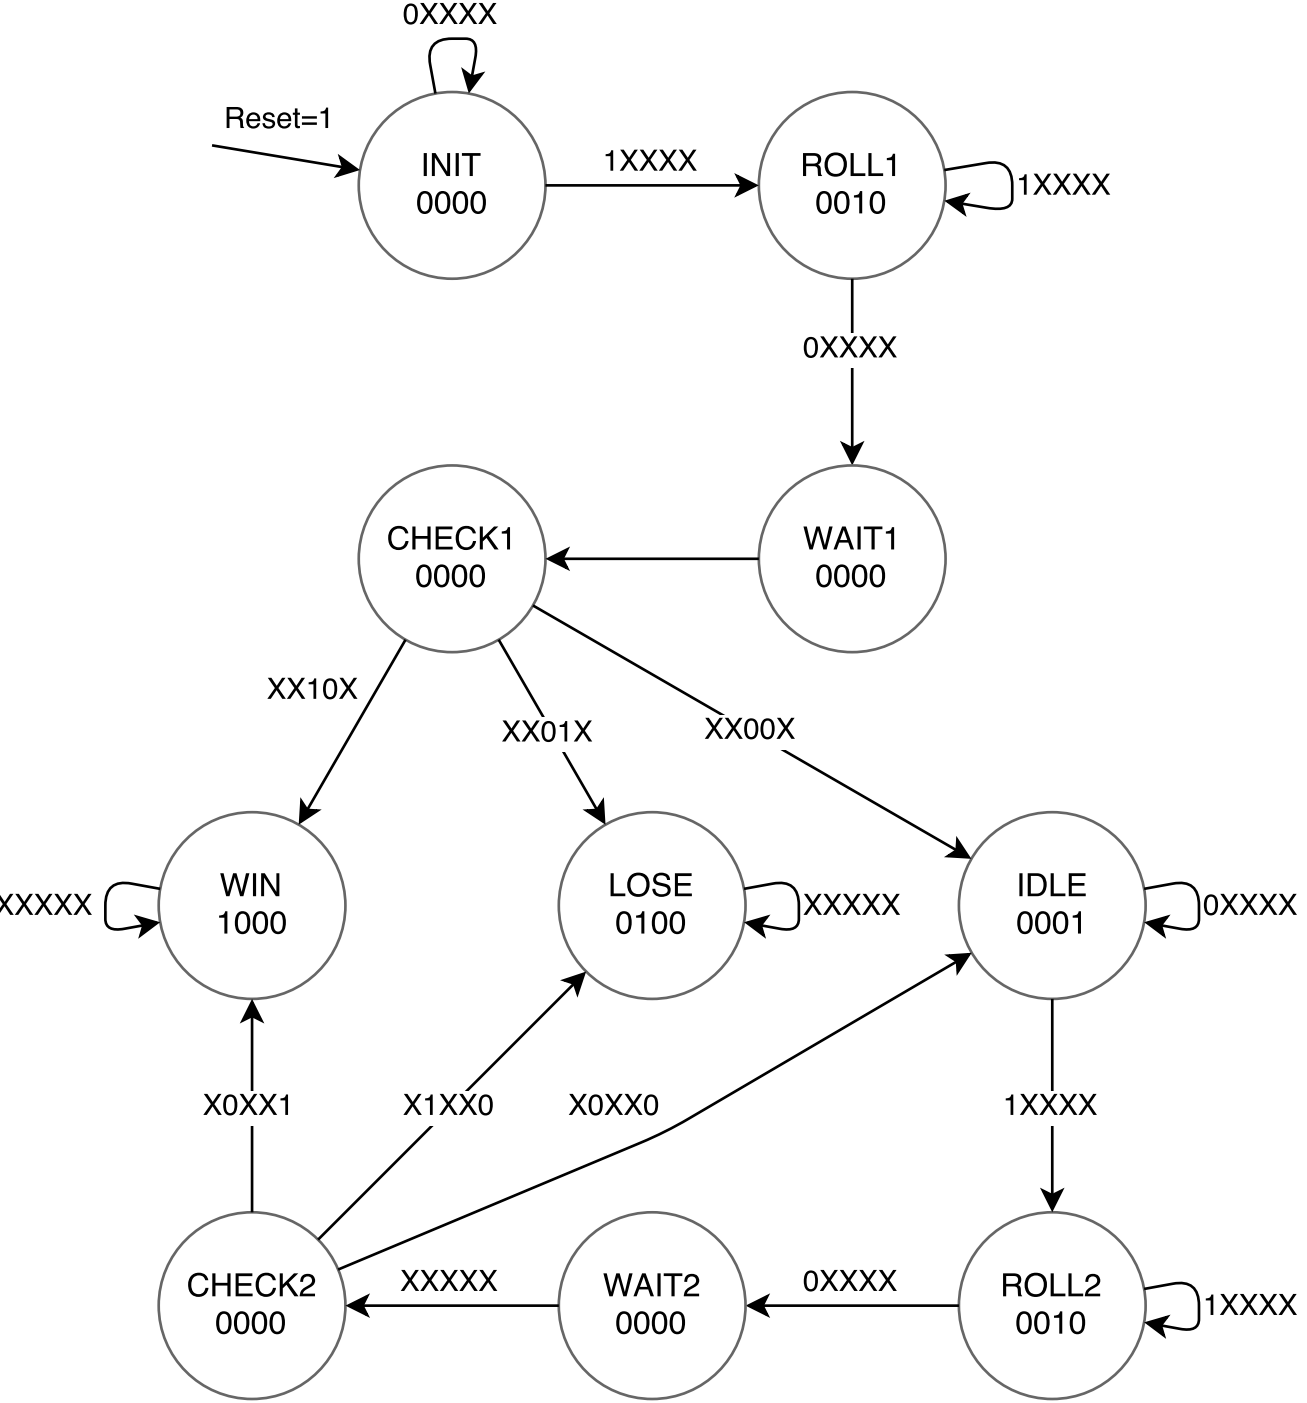 0XXXX
Reset=1
INIT
0000
1XXXX
ROLL1
0010
1XXXX
0XXXX
CHECK1
0000
WAIT1
0000
XX10X
XX01X
XX00X
WIN
1000
XXXXX
LOSE
0100
XXXXX
IDLE
0001
0XXXX
X0XX1
X1XX0
X0XX0
1XXXX
CHECK2
0000
XXXXX
WAIT2
0000
0XXXX
ROLL2
0010
1XXXX